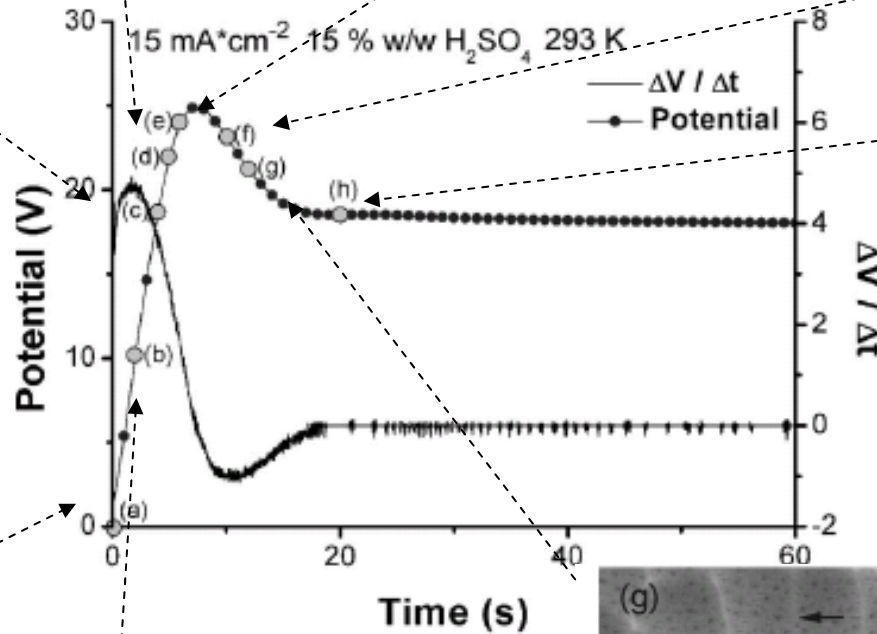 30
15 mA*cm-2 15 % w/w H2SO4 293 K
8
ΔV / Δt
Potential
(e)
(f)
6
(d)
(g)
20
(c)
(h)
4
Potential (V)
ΔV / Δt
2
10
(b)
0
(a)
0
-2
0
20
40
60
Time (s)
(g)